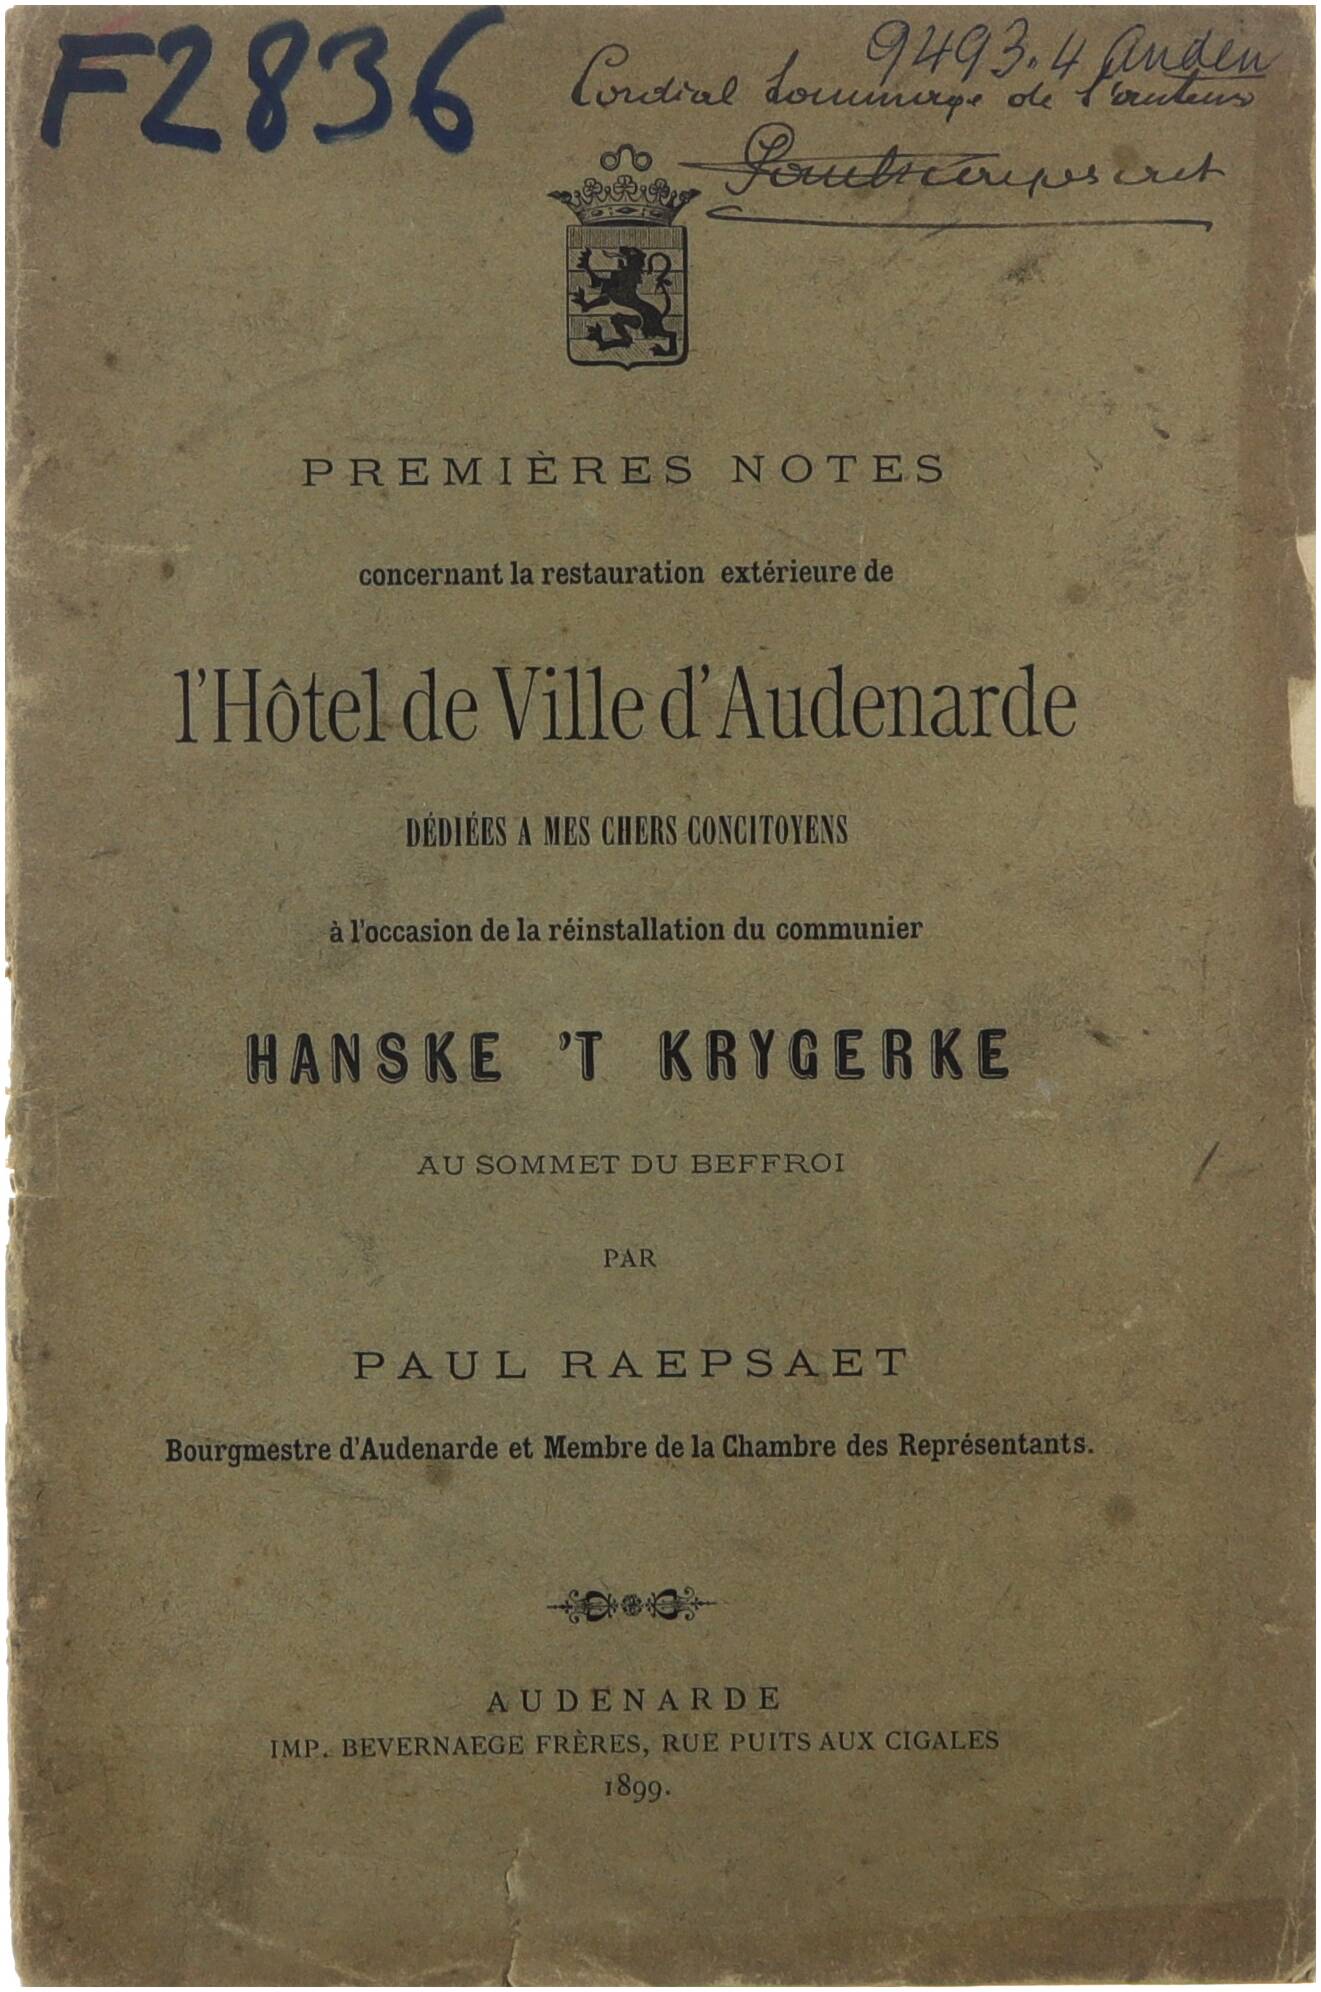 F2836
9493.4 Auden
Cordial hommage de l'auteur
Paul Raepsaet
PREMIÈRES NOTES
concernant la restauration extérieure de
l'Hôtel de Ville d'Audenarde
DÉDIÉES A MES CHERS CONCITOYENS
à l'occasion de la réinstallation du communier
HANSKE 'T KRYGERKE
AU SOMMET DU BEFFROI
PAR
PAUL RAEPSAET
Bourgmestre d'Audenarde et Membre de la Chambre des Représentants.
AUDENARDE
IMP. BEVERNAEGE FRÈRES, RUE PUITS AUX CIGALES
1899.